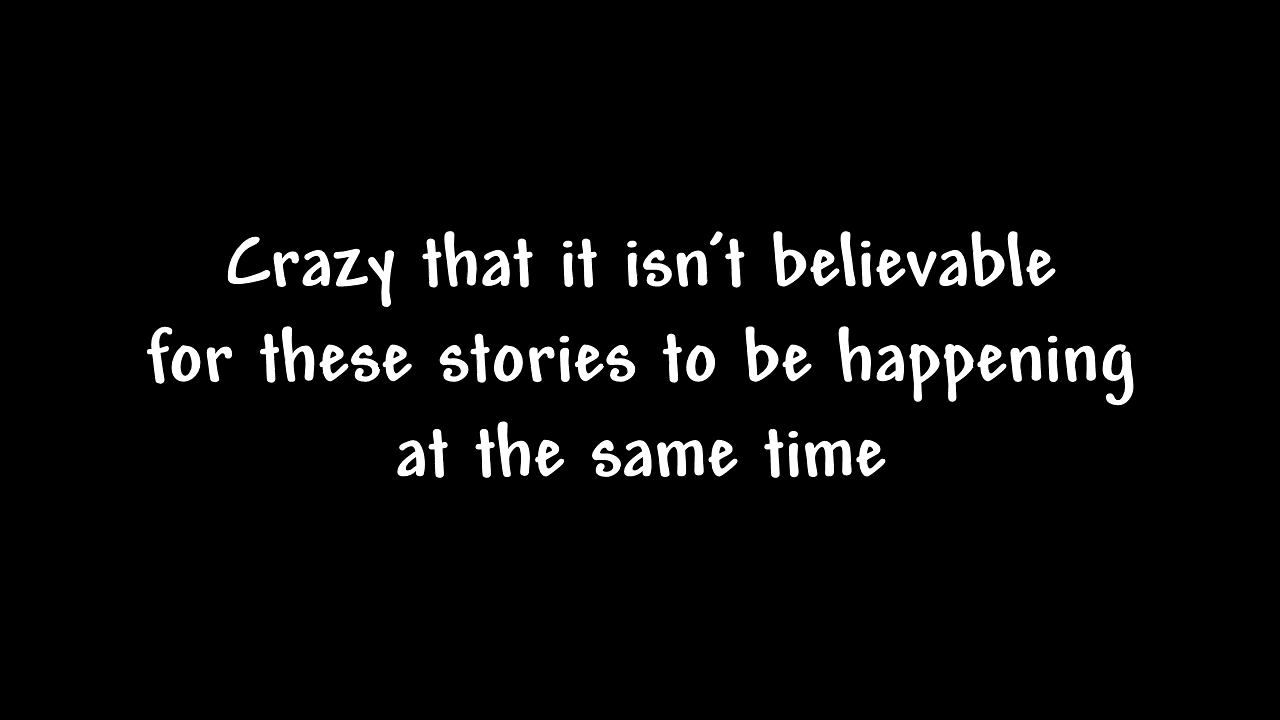 Crazy that it isn't believable
for these stories to be happening
at the same time